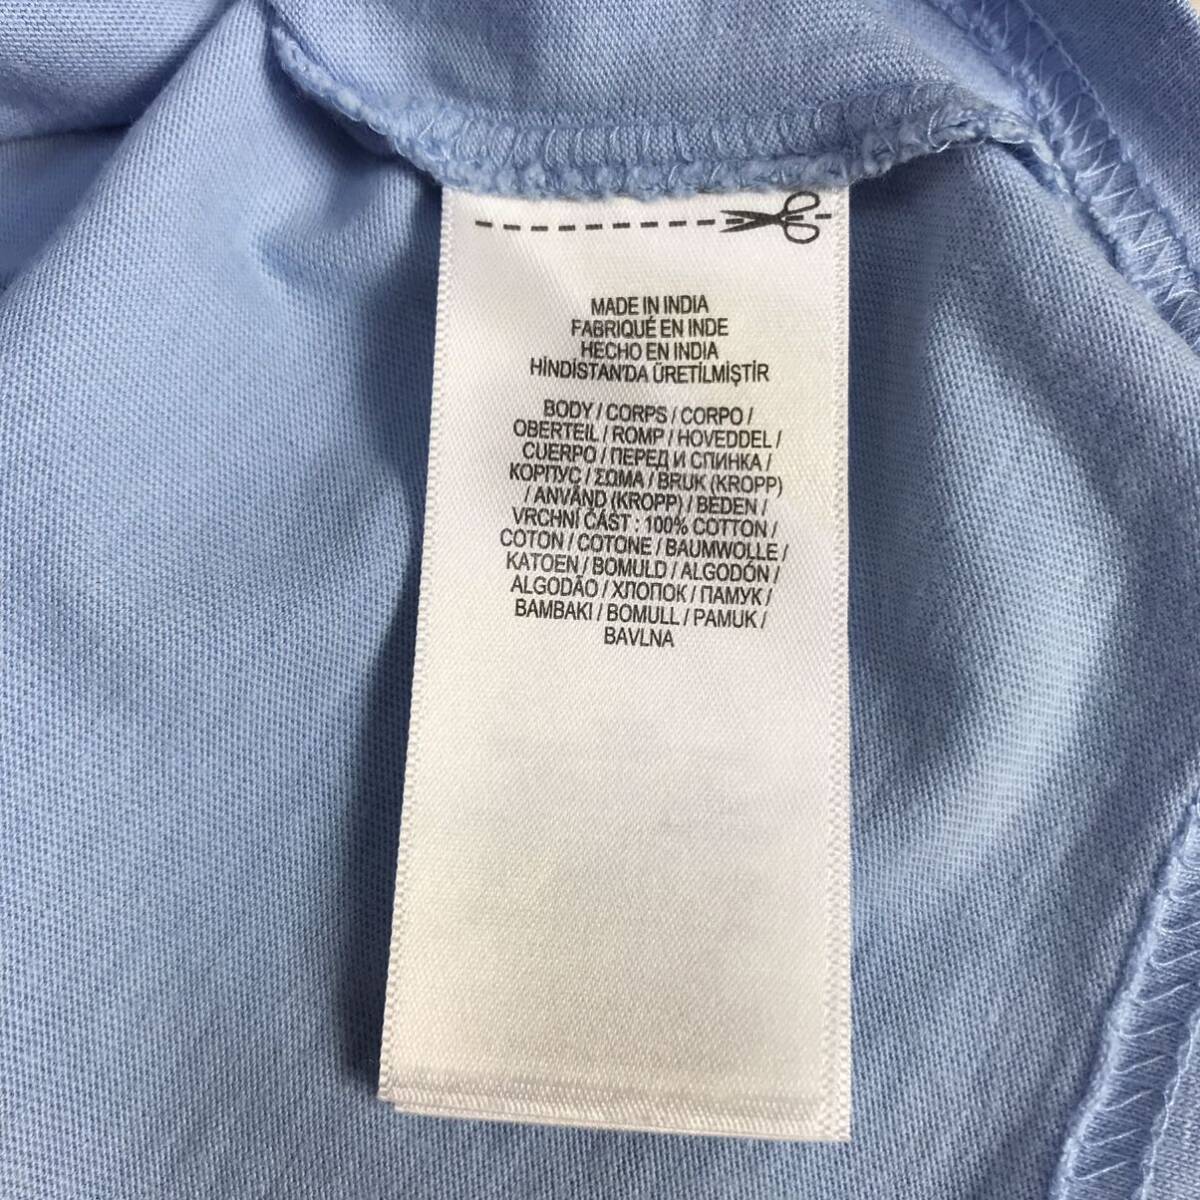 MADE IN INDIA
FABRIQUÉ EN INDE
HECHO EN INDIA
HİNDİSTAN'DA ÜRETİLMİŞTİR
BODY / CORPS / CORPO /
OBERTEIL / ROMP / HOVEDDEL /
CUERPO / ПЕРЕД И СПИНКА /
КОРПУС / ΣΩΜΑ / BRUK (KROPP)
/ ANVÄND (KROPP) / BEDEN /
VRCHNÍ ČÁST : 100% COTTON /
COTON / COTONE / BAUMWOLLE /
KATOEN / BOMULD / ALGODÓN /
ALGODÃO / ХЛОПОК / ПАМУК /
BAMBAKI / BOMULL / PAMUK /
BAVLNA